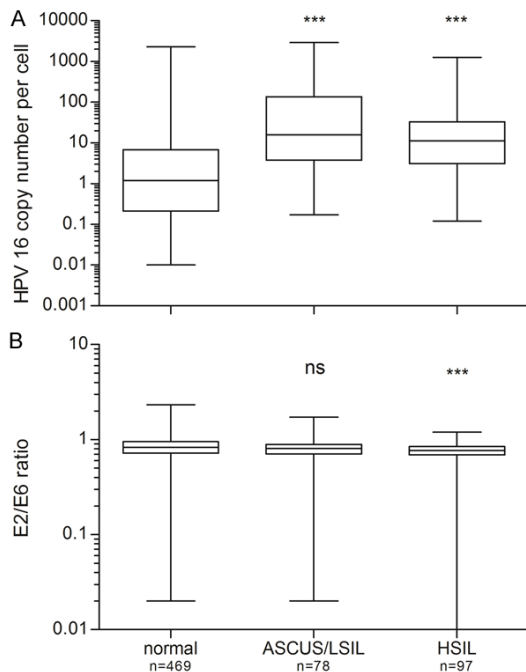 A
*** ***
10000
1000
100
10
1
0.1
0.01
0.001
HPV 16 copy number per cell
B
ns ***
10
1
0.1
0.01
E2/E6 ratio
normal ASCUS/LSIL HSIL
n=469 n=78 n=97